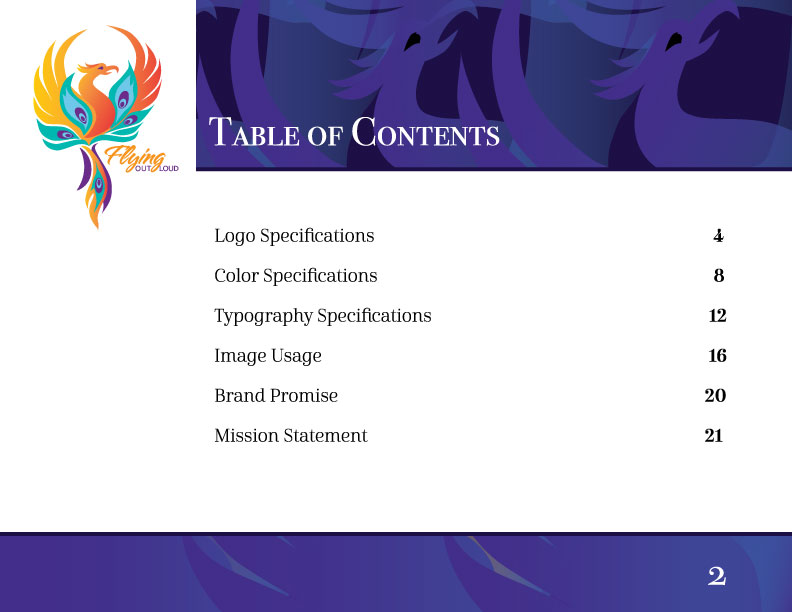 Flying
OUT LOUD
TABLE OF CONTENTS
Logo Specifications 4
Color Specifications 8
Typography Specifications 12
Image Usage 16
Brand Promise 20
Mission Statement 21
2